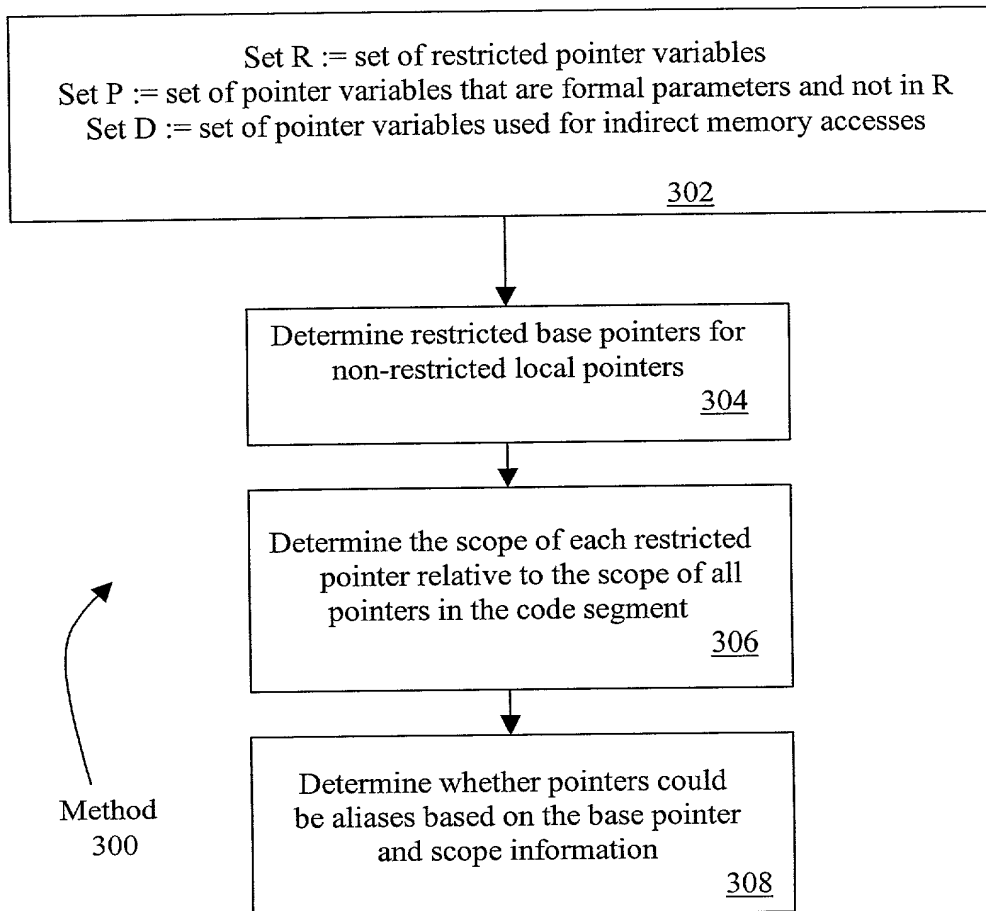 Set R := set of restricted pointer variables
Set P := set of pointer variables that are formal parameters and not in R
Set D := set of pointer variables used for indirect memory accesses
302
Determine restricted base pointers for
non-restricted local pointers
304
Determine the scope of each restricted
pointer relative to the scope of all
pointers in the code segment
306
Method
300
Determine whether pointers could
be aliases based on the base pointer
and scope information
308